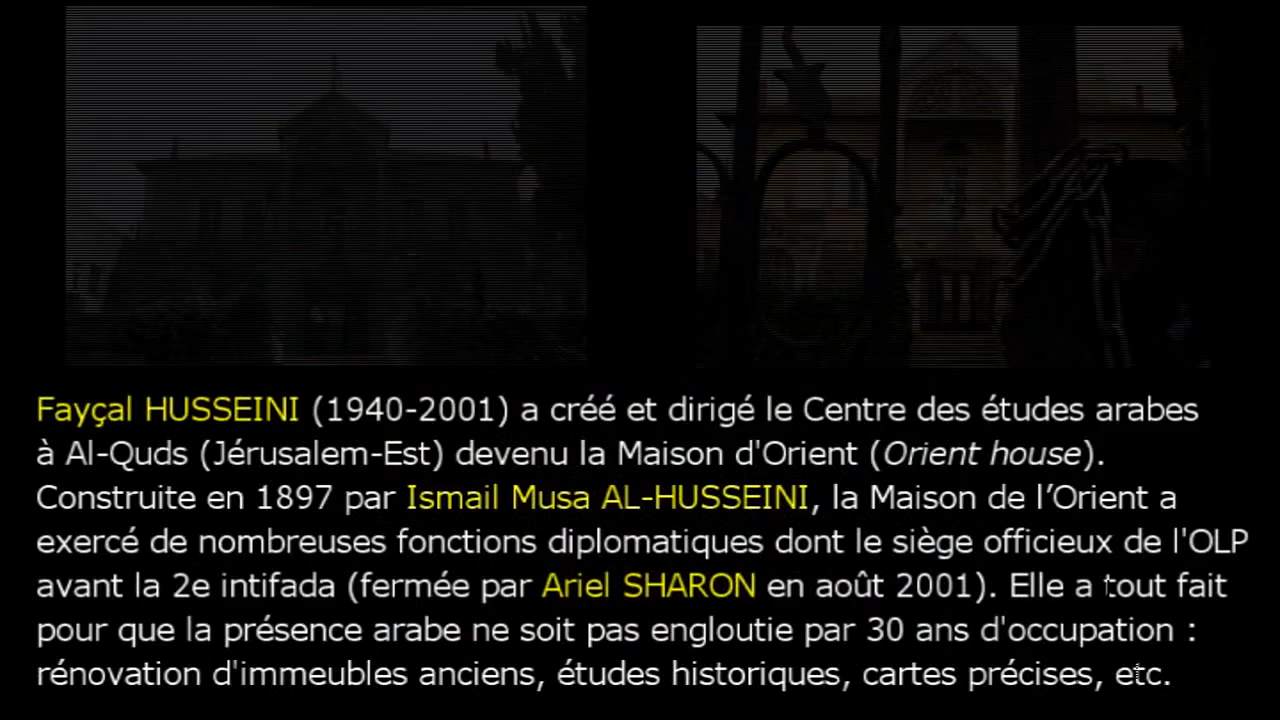 Fayçal HUSSEINI (1940-2001) a créé et dirigé le Centre des études arabes
à Al-Quds (Jérusalem-Est) devenu la Maison d'Orient (Orient house).
Construite en 1897 par Ismail Musa AL-HUSSEINI, la Maison de l’Orient a
exercé de nombreuses fonctions diplomatiques dont le siège officieux de l'OLP
avant la 2e intifada (fermée par Ariel SHARON en août 2001). Elle a tout fait
pour que la présence arabe ne soit pas engloutie par 30 ans d'occupation :
rénovation d'immeubles anciens, études historiques, cartes précises, etc.